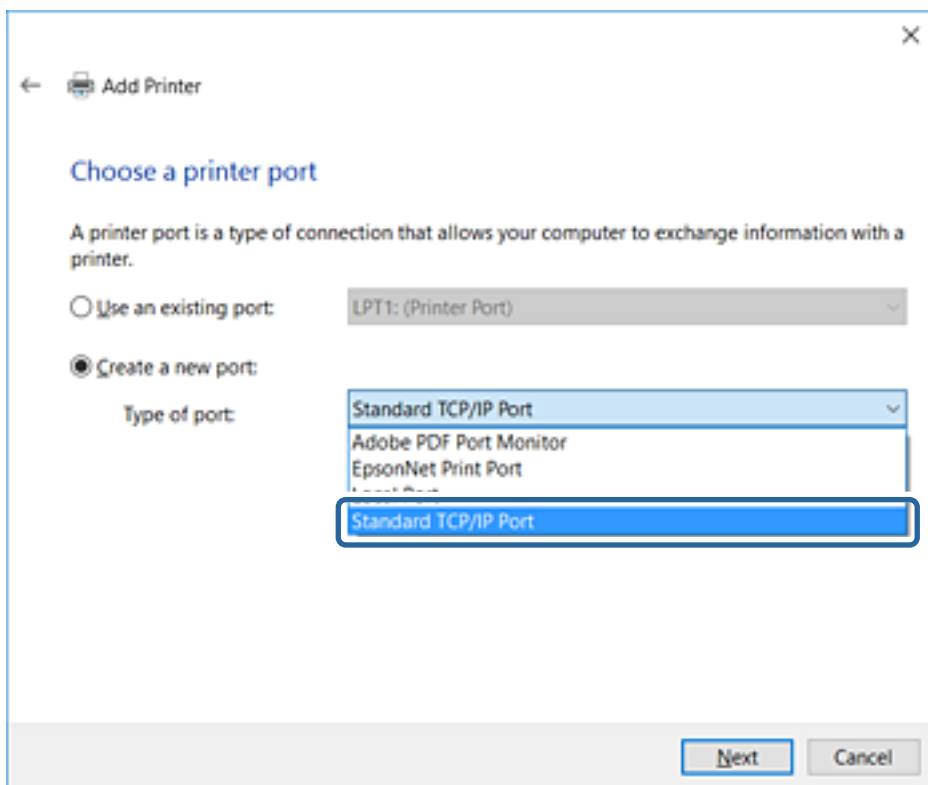 Add Printer
Choose a printer port
A printer port is a type of connection that allows your computer to exchange information with a
printer.
Use an existing port:
LPT1: (Printer Port)
Create a new port:
Type of port:
Standard TCP/IP Port
Adobe PDF Port Monitor
EpsonNet Print Port
Local Port
Standard TCP/IP Port
Next
Cancel